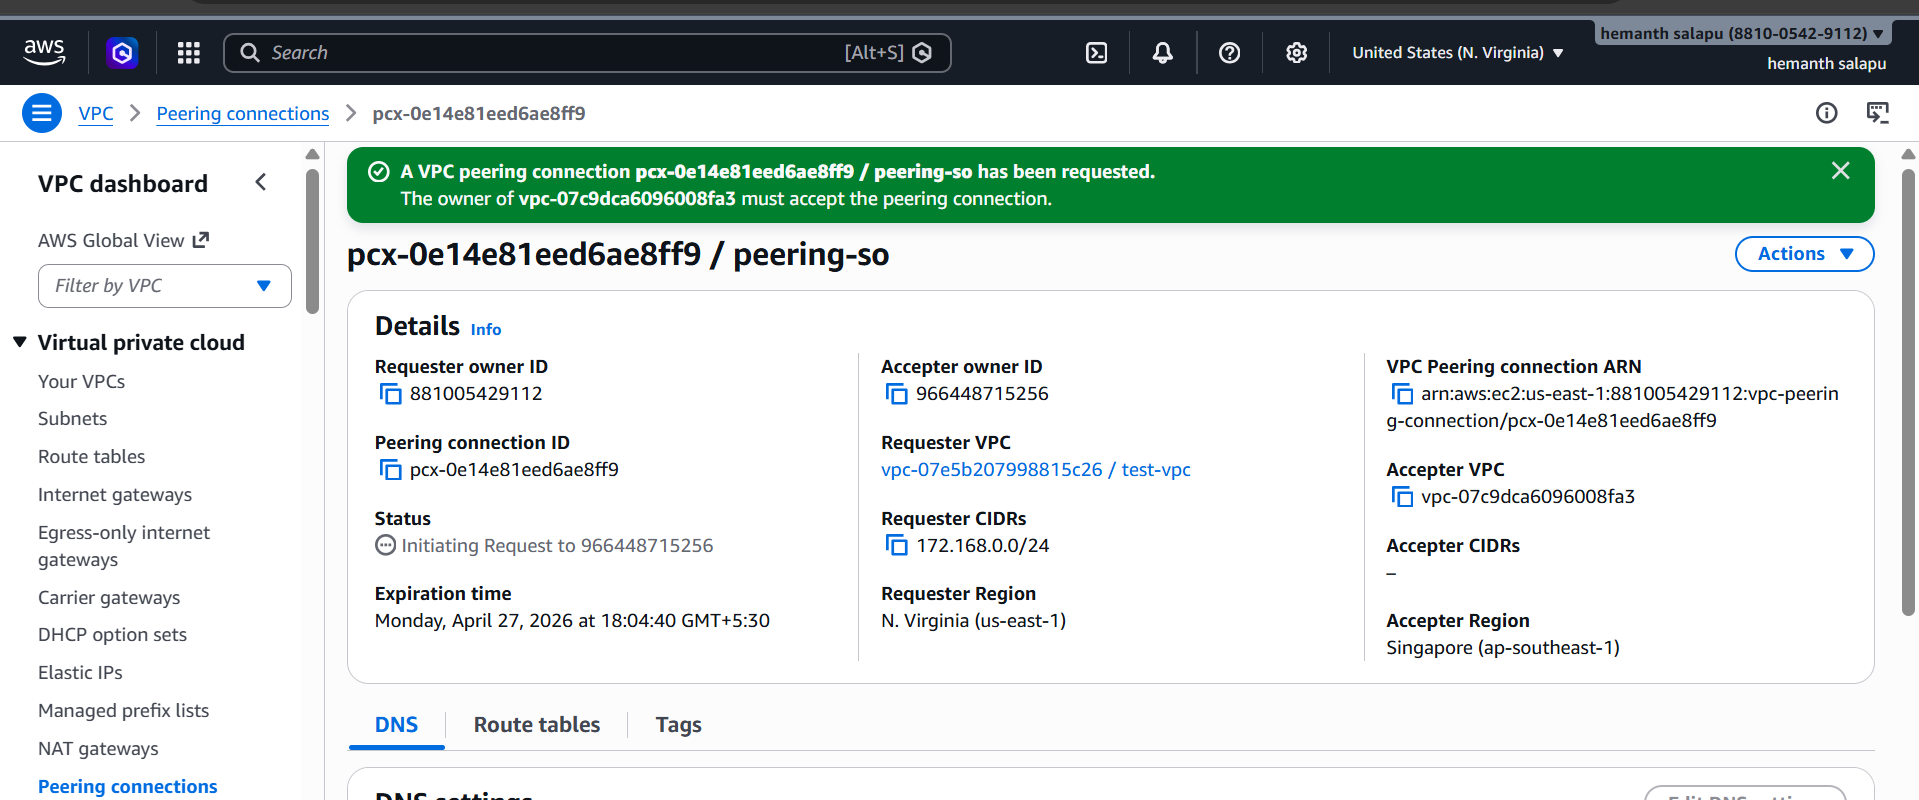 aws
Search
[Alt+S]
United States (N. Virginia)
hemanth salapu (8810-0542-9112)
hemanth salapu
VPC
Peering connections
pcx-0e14e81eed6ae8ff9
VPC dashboard
AWS Global View
Filter by VPC
Virtual private cloud
Your VPCs
Subnets
Route tables
Internet gateways
Egress-only internet
gateways
Carrier gateways
DHCP option sets
Elastic IPs
Managed prefix lists
NAT gateways
Peering connections
A VPC peering connection pcx-0e14e81eed6ae8ff9 / peering-so has been requested.
The owner of vpc-07c9dca6096008fa3 must accept the peering connection.
pcx-0e14e81eed6ae8ff9 / peering-so
Actions
Details Info
Requester owner ID
881005429112
Peering connection ID
pcx-0e14e81eed6ae8ff9
Status
Initiating Request to 966448715256
Expiration time
Monday, April 27, 2026 at 18:04:40 GMT+5:30
Accepter owner ID
966448715256
Requester VPC
vpc-07e5b207998815c26 / test-vpc
Requester CIDRs
172.168.0.0/24
Requester Region
N. Virginia (us-east-1)
VPC Peering connection ARN
arn:aws:ec2:us-east-1:881005429112:vpc-peerin
g-connection/pcx-0e14e81eed6ae8ff9
Accepter VPC
vpc-07c9dca6096008fa3
Accepter CIDRs
–
Accepter Region
Singapore (ap-southeast-1)
DNS
Route tables
Tags
DNS settings
Edit DNS settings